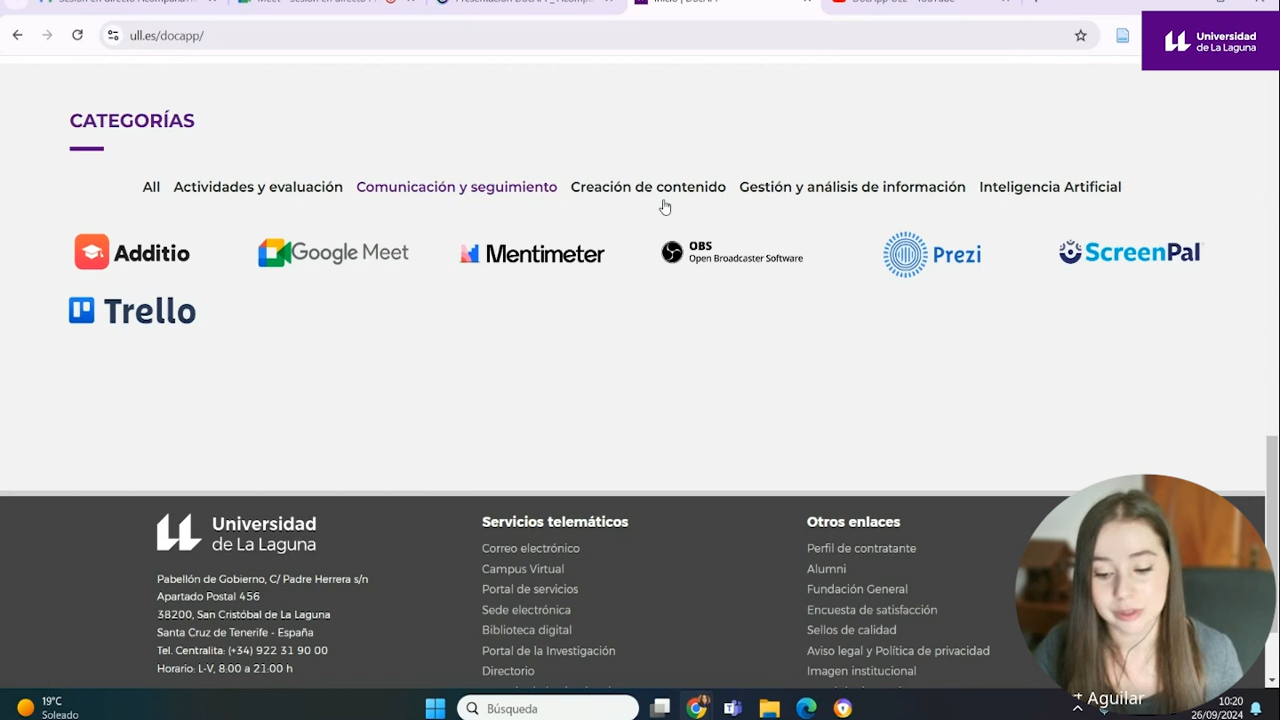 ull.es/docapp/
Universidad
de La Laguna
CATEGORÍAS
All Actividades y evaluación Comunicación y seguimiento Creación de contenido Gestión y análisis de información Inteligencia Artificial
Additio
Google Meet
Mentimeter
OBS
Open Broadcaster Software
Prezi
ScreenPal
Trello
Universidad
de La Laguna
Pabellón de Gobierno, C/ Padre Herrera s/n
Apartado Postal 456
38200, San Cristóbal de La Laguna
Santa Cruz de Tenerife - España
Tel. Centralita: (+34) 922 31 90 00
Horario: L-V, 8:00 a 21:00 h
Servicios telemáticos
Correo electrónico
Campus Virtual
Portal de servicios
Sede electrónica
Biblioteca digital
Portal de la Investigación
Directorio
Otros enlaces
Perfil de contratante
Alumni
Fundación General
Encuesta de satisfacción
Sellos de calidad
Aviso legal y Política de privacidad
Imagen institucional
Aguilar
19°C
Soleado
Búsqueda
10:20
26/09/2024